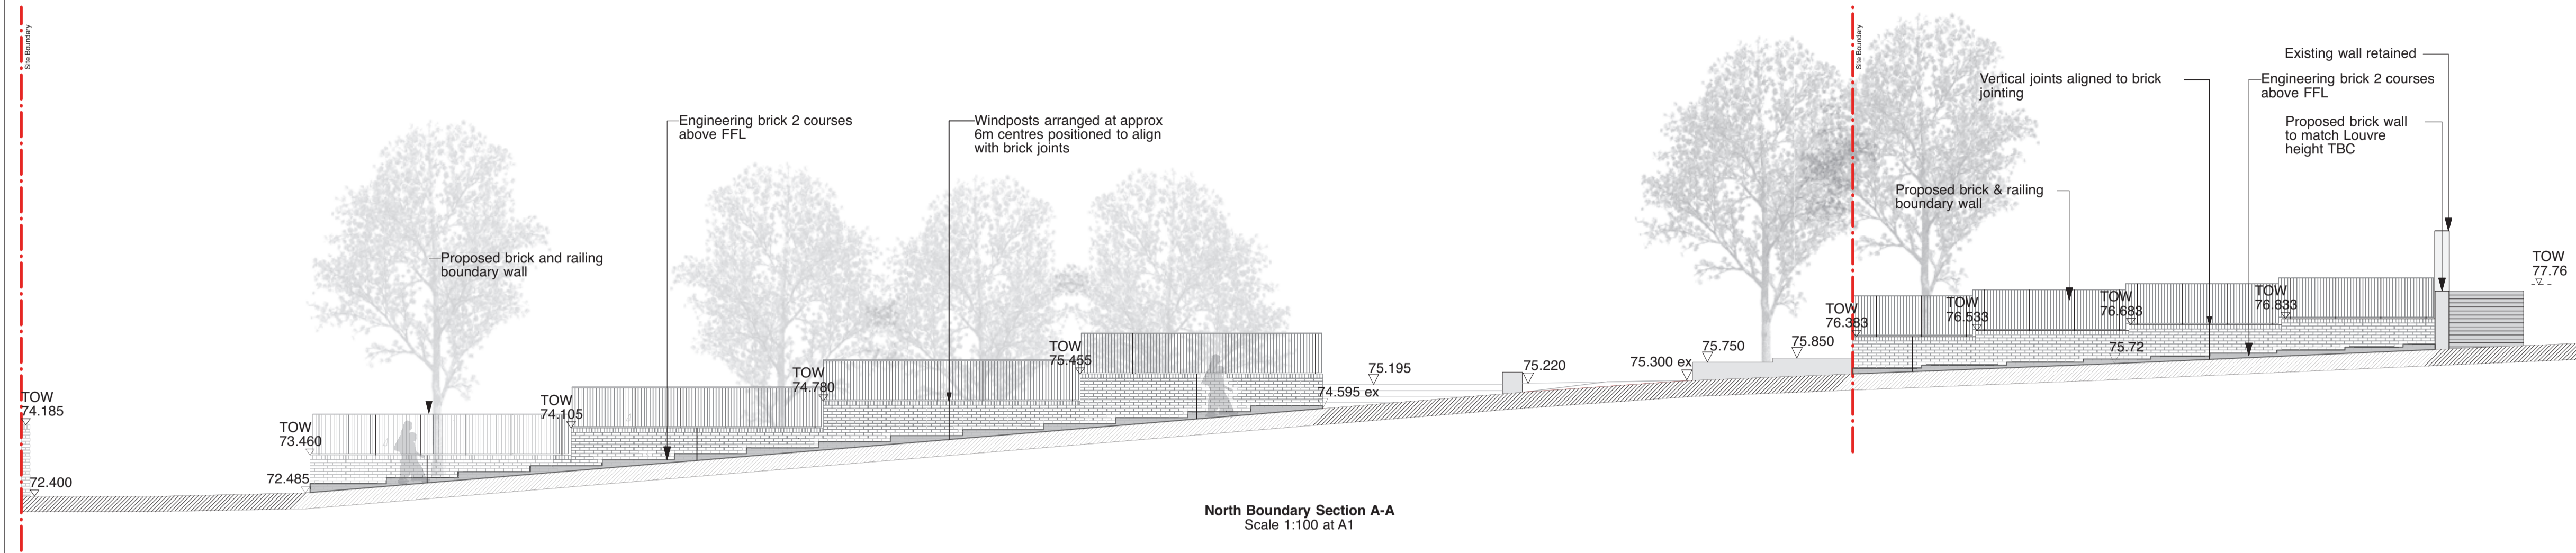 Site Boundary
TOW
74.185
72.400
TOW
73.460
72.485
Proposed brick and railing
boundary wall
TOW
74.105
Engineering brick 2 courses
above FFL
TOW
74.780
Windposts arranged at approx
6m centres positioned to align
with brick joints
TOW
75.455
74.595 ex
75.195
75.220
75.300 ex
75.750
75.850
Site Boundary
TOW
76.383
Proposed brick & railing
boundary wall
TOW
76.533
Vertical joints aligned to brick
jointing
TOW
76.683
75.72
Existing wall retained
Engineering brick 2 courses
above FFL
Proposed brick wall
to match Louvre
height TBC
TOW
76.833
TOW
77.76
North Boundary Section A-A
Scale 1:100 at A1